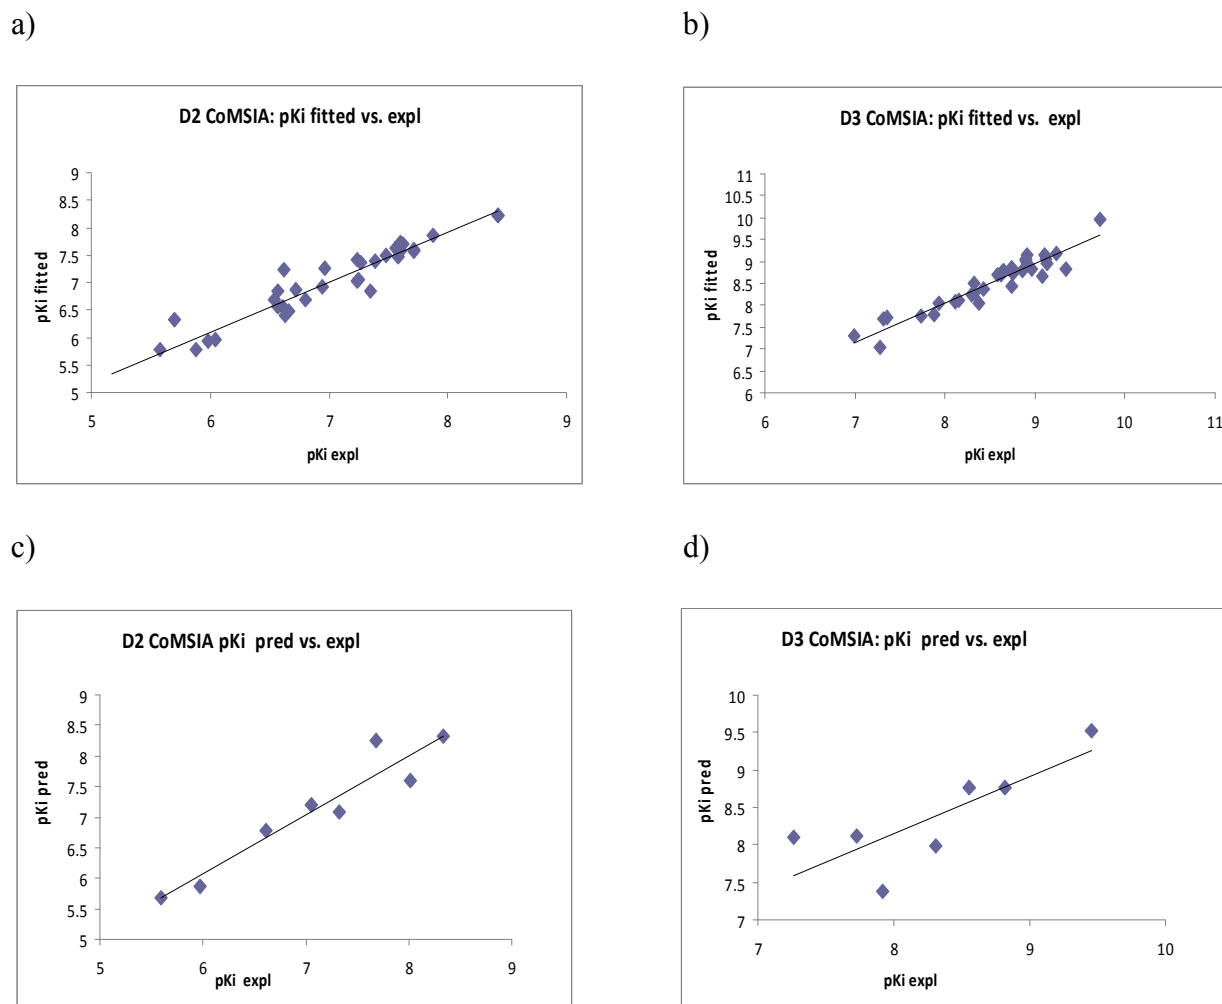 a)
D2 CoMSIA: pKi fitted vs. expl
pKi fitted
9
8.5
8
7.5
7
6.5
6
5.5
5
5 6 7 8 9
pKi expl
b)
D3 CoMSIA: pKi fitted vs. expl
pKi fitted
11
10.5
10
9.5
9
8.5
8
7.5
7
6.5
6
6 7 8 9 10 11
pKi expl
c)
D2 CoMSIA pKi pred vs. expl
pKi pred
9
8.5
8
7.5
7
6.5
6
5.5
5
5 6 7 8 9
pKi expl
d)
D3 CoMSIA: pKi pred vs. expl
pKi pred
10
9.5
9
8.5
8
7.5
7
7 8 9 10
pKi expl